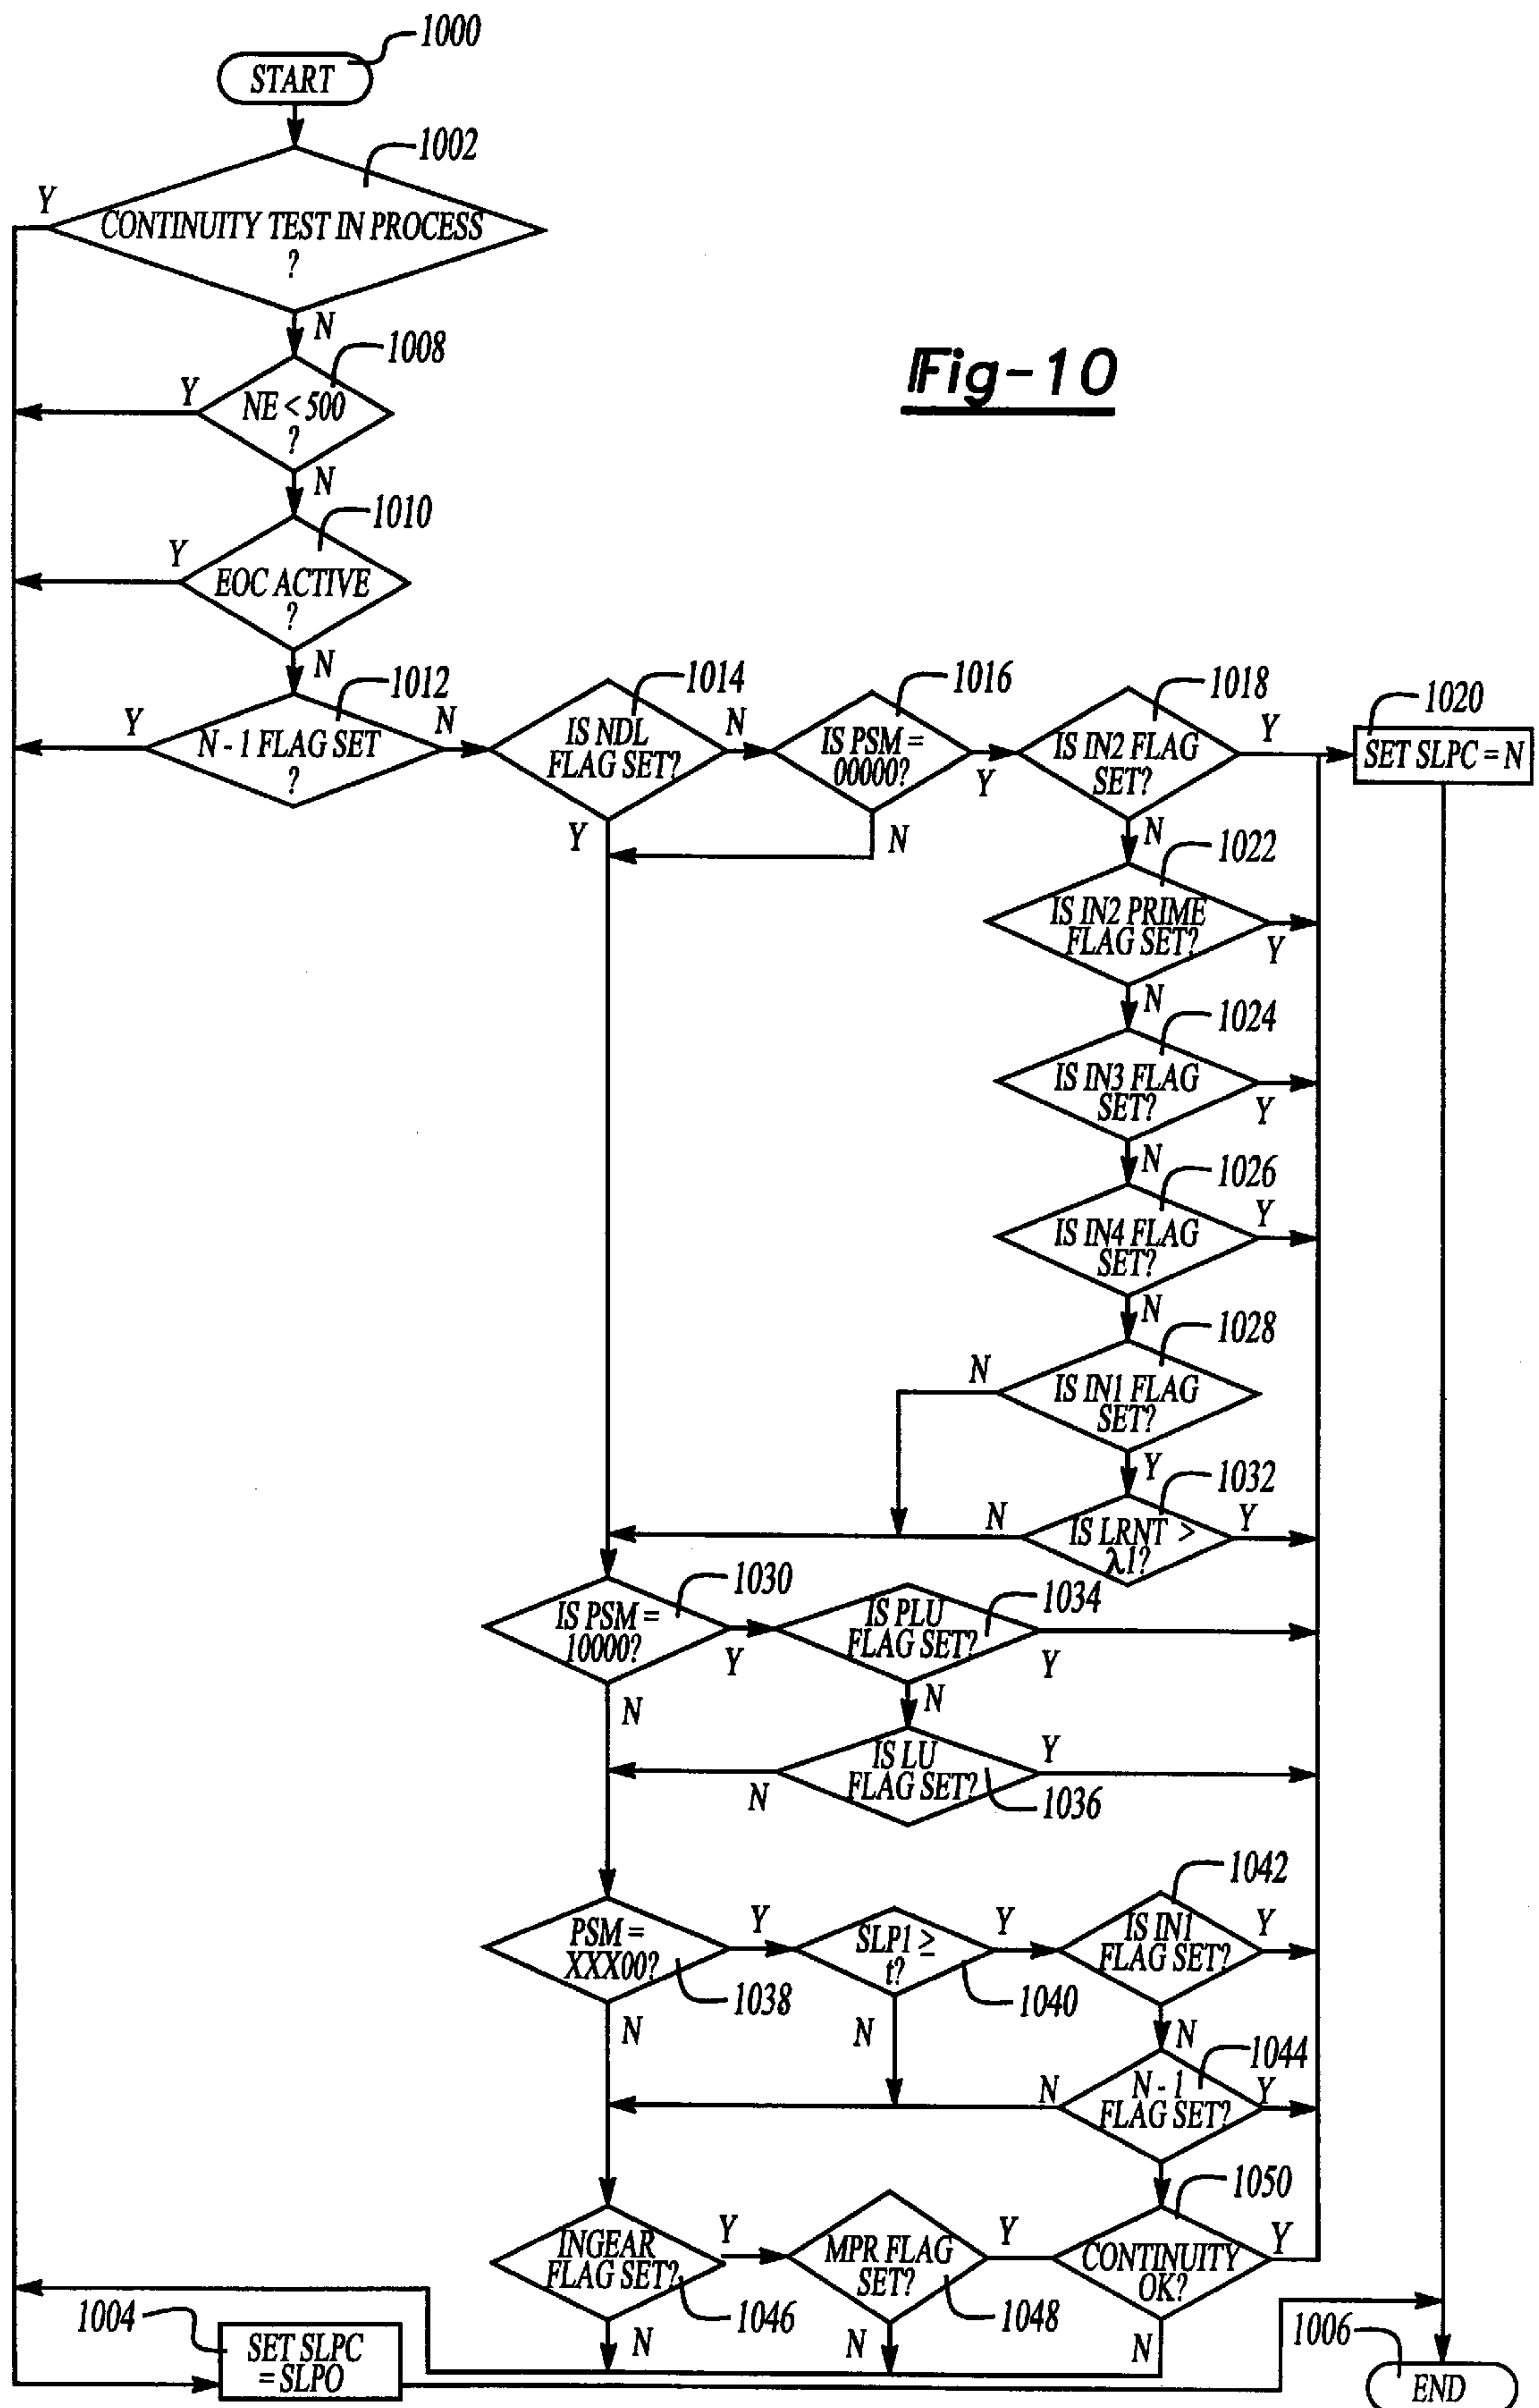 1000
START
1002
Y
CONTINUITY TEST IN PROCESS
?
N
1008
Y
NE < 500
?
Fig-10
N
1010
Y
EOC ACTIVE
?
N
1012
Y
N - 1 FLAG SET
?
N
1014
IS NDL
FLAG SET?
N
Y
1016
IS PSM =
00000?
Y
N
1018
IS IN2 FLAG
SET?
Y
N
1020
SET SLPC = N
1022
IS IN2 PRIME
FLAG SET?
Y
N
1024
IS IN3 FLAG
SET?
Y
N
1026
IS IN4 FLAG
SET?
Y
N
1028
N
IS IN1 FLAG
SET?
Y
1032
N
IS LRNT >
λ1?
Y
1030
IS PSM =
10000?
Y
N
1034
IS PLU
FLAG SET?
Y
N
IS LU
FLAG SET?
Y
N
1036
PSM =
XXX00?
Y
1038
N
SLP1 ≥
t?
Y
1040
N
1042
IS IN1
FLAG SET?
Y
N
1044
N
N - 1
FLAG SET?
Y
1050
INGEAR
FLAG SET?
Y
1046
N
MPR FLAG
SET?
Y
1048
N
CONTINUITY
OK?
Y
N
1004
SET SLPC
= SLPO
1006
END